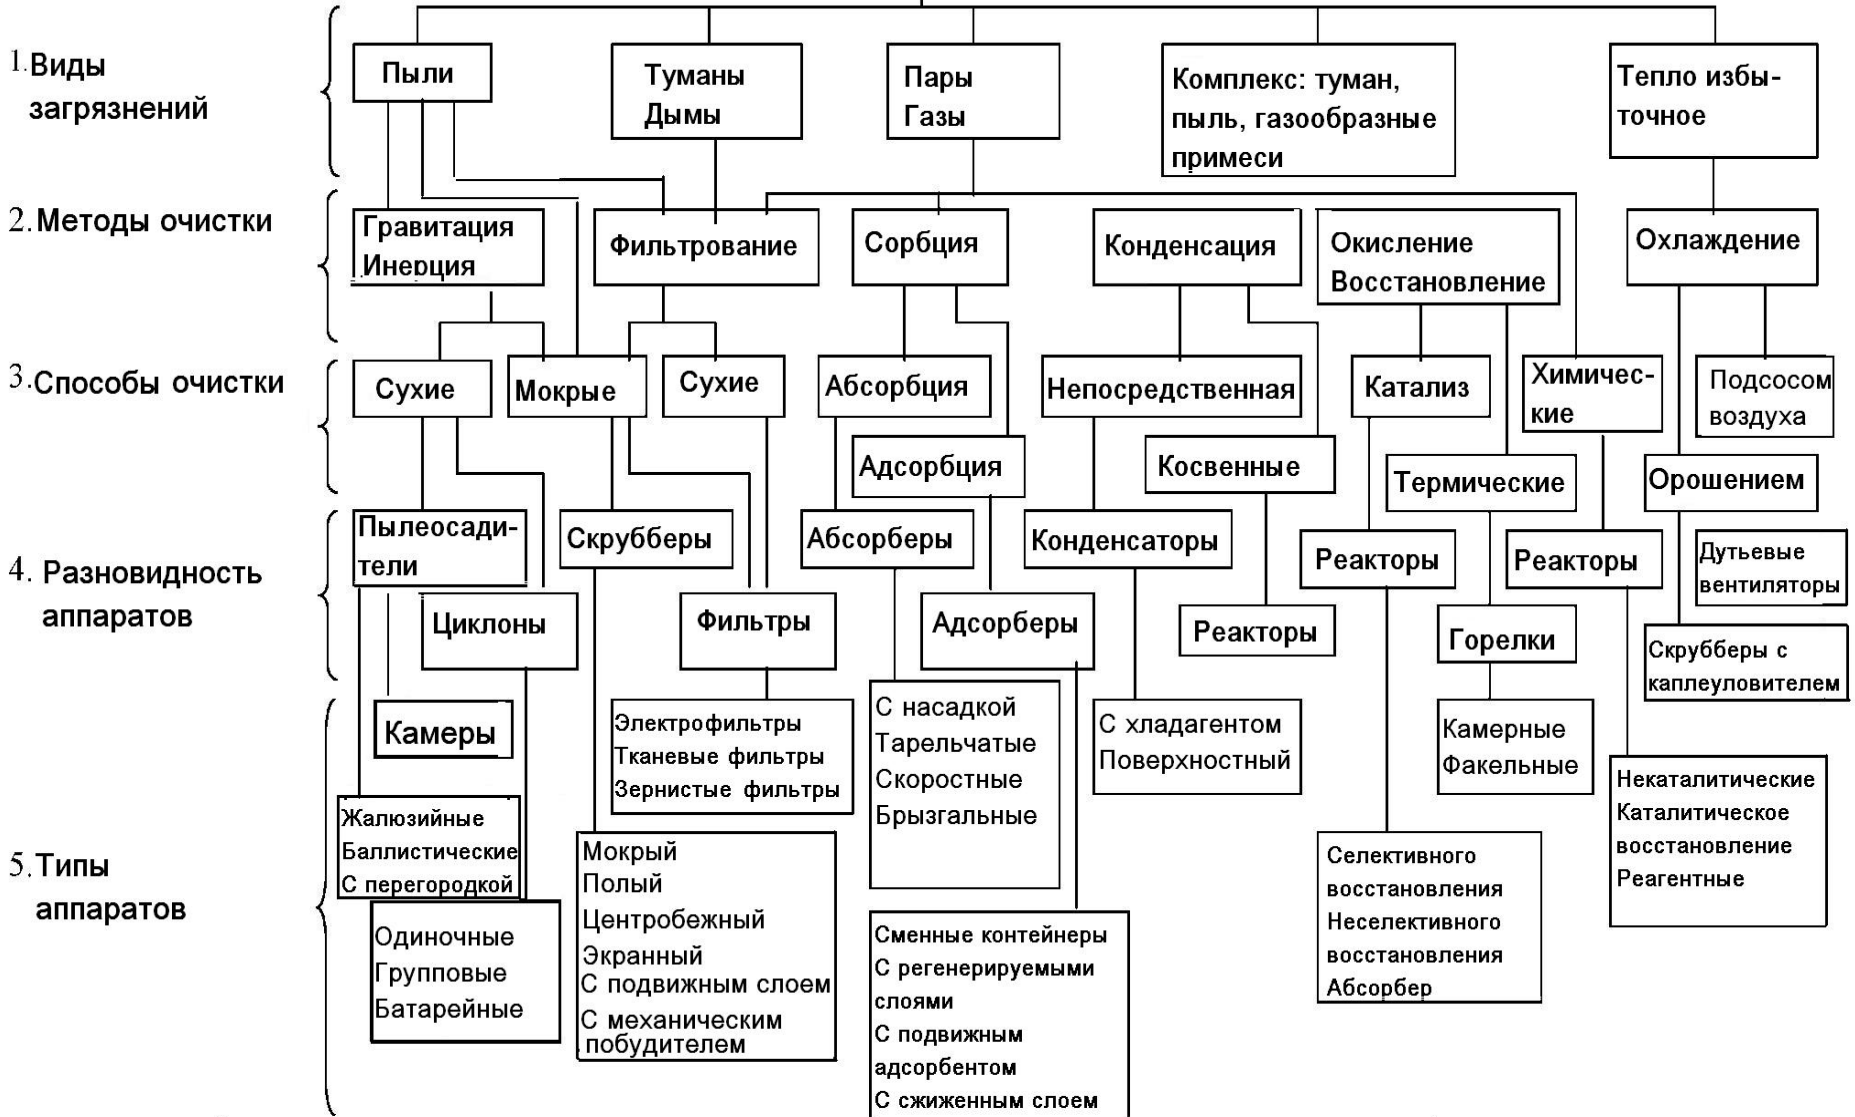 1.Виды
загрязнений
Пыли
Туманы
Дымы
Пары
Газы
Комплекс: туман,
пыль, газообразные
примеси
Тепло избы-
точное
2.Методы очистки
Гравитация
Инерция
Фильтрование
Сорбция
Конденсация
Окисление
Восстановление
Охлаждение
3.Способы очистки
Сухие
Мокрые
Сухие
Абсорбция
Адсорбция
Непосредственная
Косвенные
Катализ
Термические
Химичес-
кие
Подсосом
воздуха
Орошением
4. Разновидность
аппаратов
Пылеосади-
тели
Циклоны
Скрубберы
Фильтры
Абсорберы
Адсорберы
Конденсаторы
Реакторы
Реакторы
Горелки
Реакторы
Дутьевые
вентиляторы
Скрубберы с
каплеуловителем
5.Типы
аппаратов
Камеры
Жалюзийные
Баллистические
С перегородкой
Одиночные
Групповые
Батарейные
Электрофильтры
Тканевые фильтры
Зернистые фильтры
Мокрый
Полый
Центробежный
Экранный
С подвижным слоем
С механическим
побудителем
С насадкой
Тарельчатые
Скоростные
Брызгальные
Сменные контейнеры
С регенерируемыми
слоями
С подвижным
адсорбентом
С сжиженным слоем
С хладагентом
Поверхностный
Селективного
восстановления
Неселективного
восстановления
Абсорбер
Камерные
Факельные
Некаталитические
Каталитическое
восстановление
Реагентные